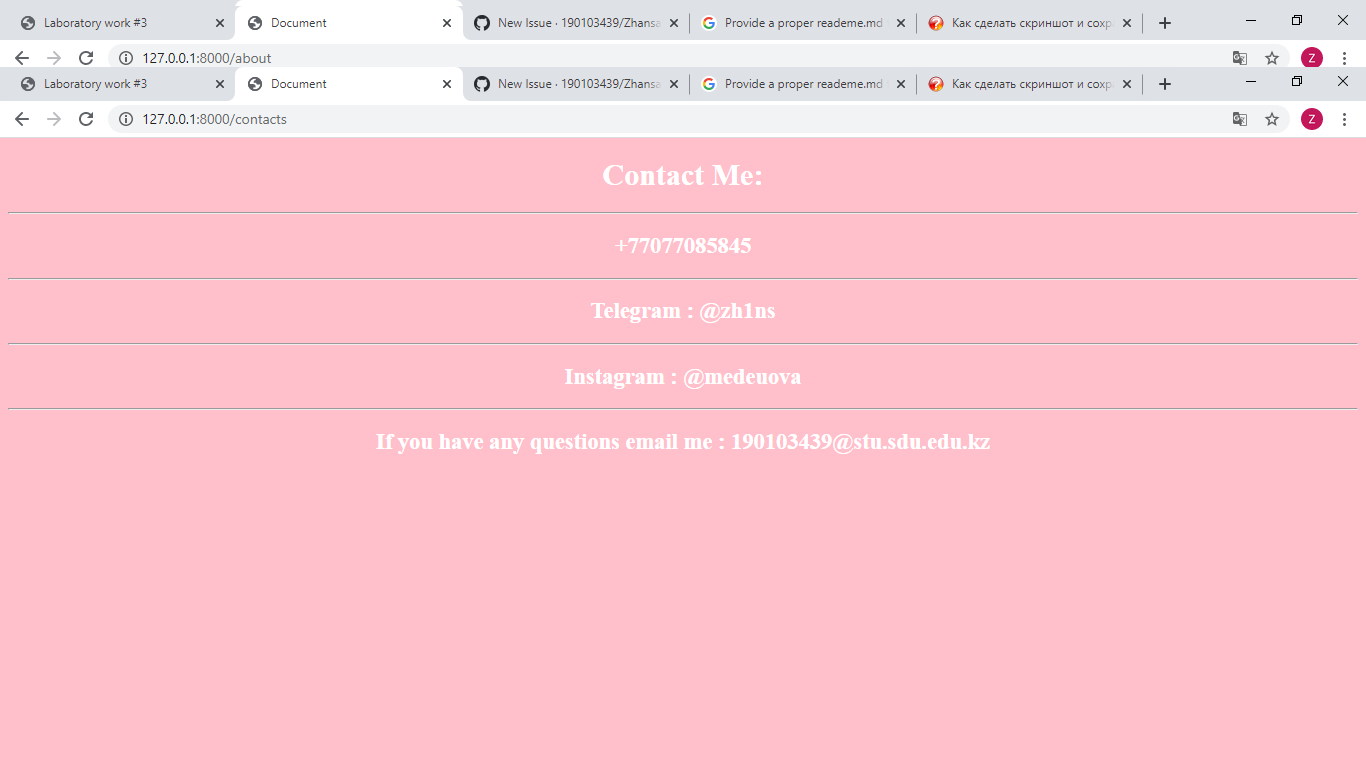 Laboratory work #3
Document
New Issue · 190103439/Zhansa
Provide a proper reademe.md
Как сделать скриншот и сохр
127.0.0.1:8000/about
Z
Laboratory work #3
Document
New Issue · 190103439/Zhansa
Provide a proper reademe.md
Как сделать скриншот и сохр
127.0.0.1:8000/contacts
Z
Contact Me:
+77077085845
Telegram : @zh1ns
Instagram : @medeuova
If you have any questions email me : 190103439@stu.sdu.edu.kz